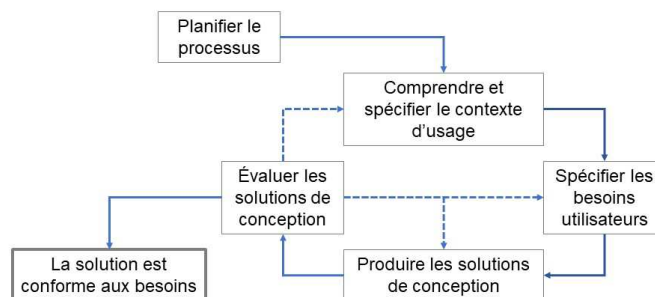 Planifier le
processus
Comprendre et
spécifier le contexte
d'usage
Évaluer les
solutions de
conception
Spécifier les
besoins
utilisateurs
La solution est
conforme aux besoins
Produire les solutions
de conception